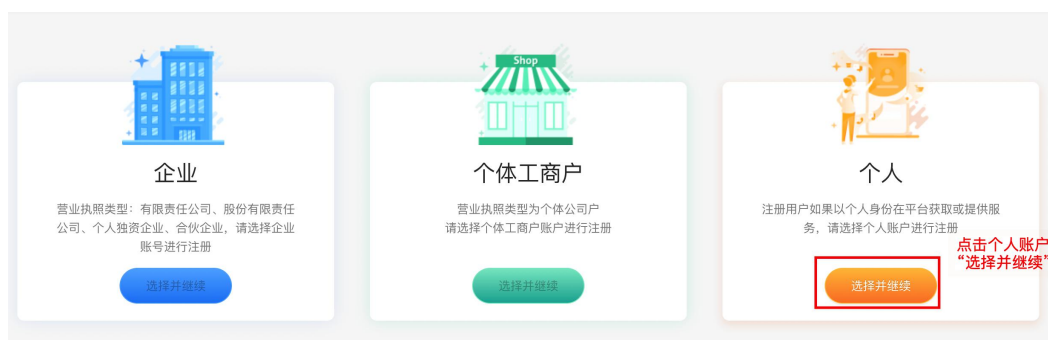 Shop
企业
营业执照类型：有限责任公司、股份有限责任
公司、个人独资企业、合伙企业，请选择企业
账号进行注册
选择并继续
个体工商户
营业执照类型为个体公司户
请选择个体工商户账户进行注册
选择并继续
个人
注册用户如果以个人身份在平台获取或提供服
务，请选择个人账户进行注册
选择并继续
点击个人账户
“选择并继续”